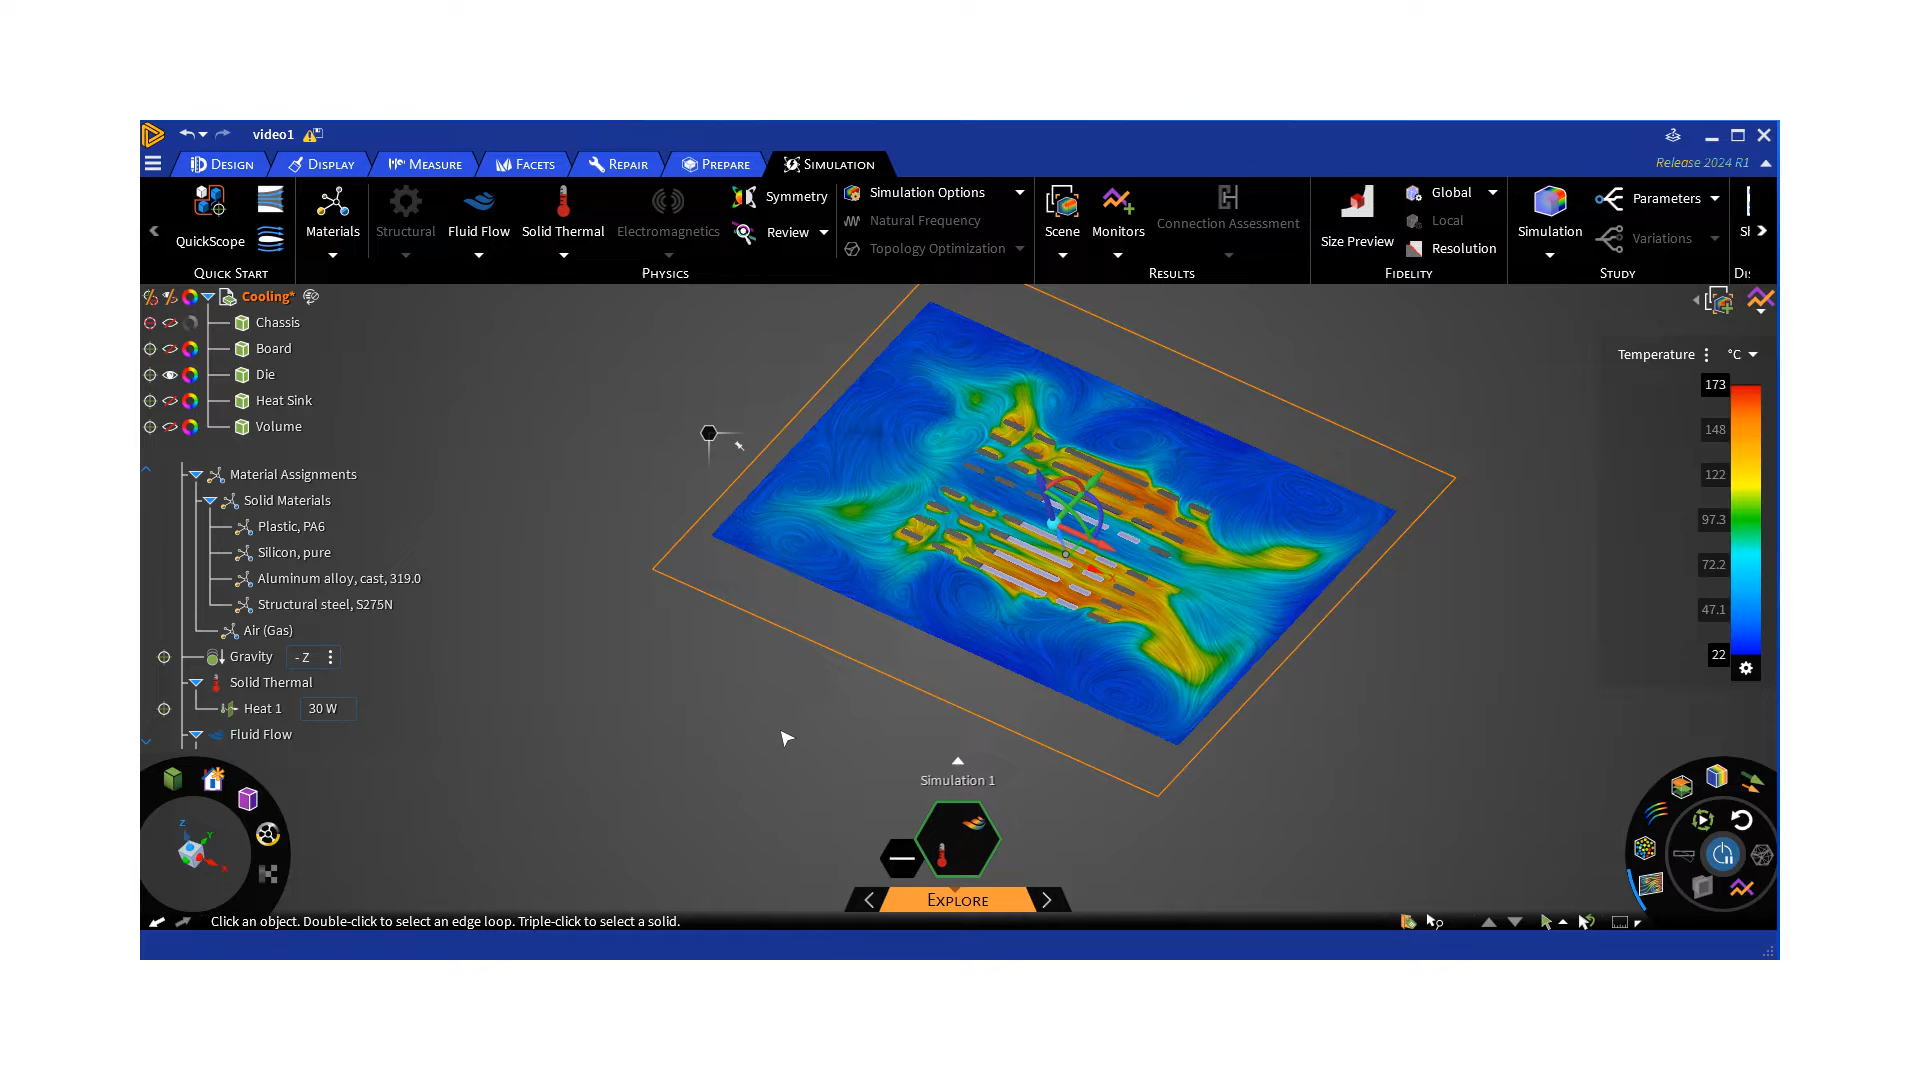 video1
DESIGN DISPLAY MEASURE FACETS REPAIR PREPARE SIMULATION Release 2024 R1
QuickScope
QUICK START
Materials Structural Fluid Flow Solid Thermal Electromagnetics Symmetry Review
PHYSICS
Simulation Options
Natural Frequency
Topology Optimization
Scene Monitors Connection Assessment
RESULTS
Size Preview Global
Local
Resolution
FIDELITY
Simulation Parameters
Variations
STUDY
Cooling*
Chassis
Board
Die
Heat Sink
Volume
Material Assignments
Solid Materials
Plastic, PA6
Silicon, pure
Aluminum alloy, cast, 319.0
Structural steel, S275N
Air (Gas)
Gravity - Z
Solid Thermal
Heat 1 30 W
Fluid Flow
Temperature °C
173
148
122
97.3
72.2
47.1
22
X
Z
Y
X
Simulation 1
EXPLORE
Click an object. Double-click to select an edge loop. Triple-click to select a solid.